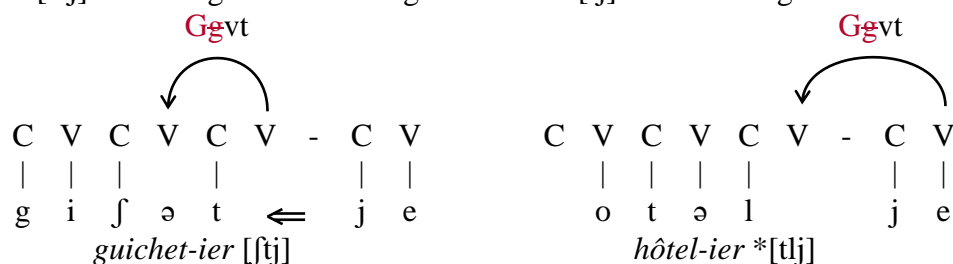 Ggvt Ggvt
C V C V C V - C V C V C V C V - C V
g i ʃ ə t ⇐ j e o t ə l j e
guichet-ier [ʃtj] hôtel-ier *[tlj]